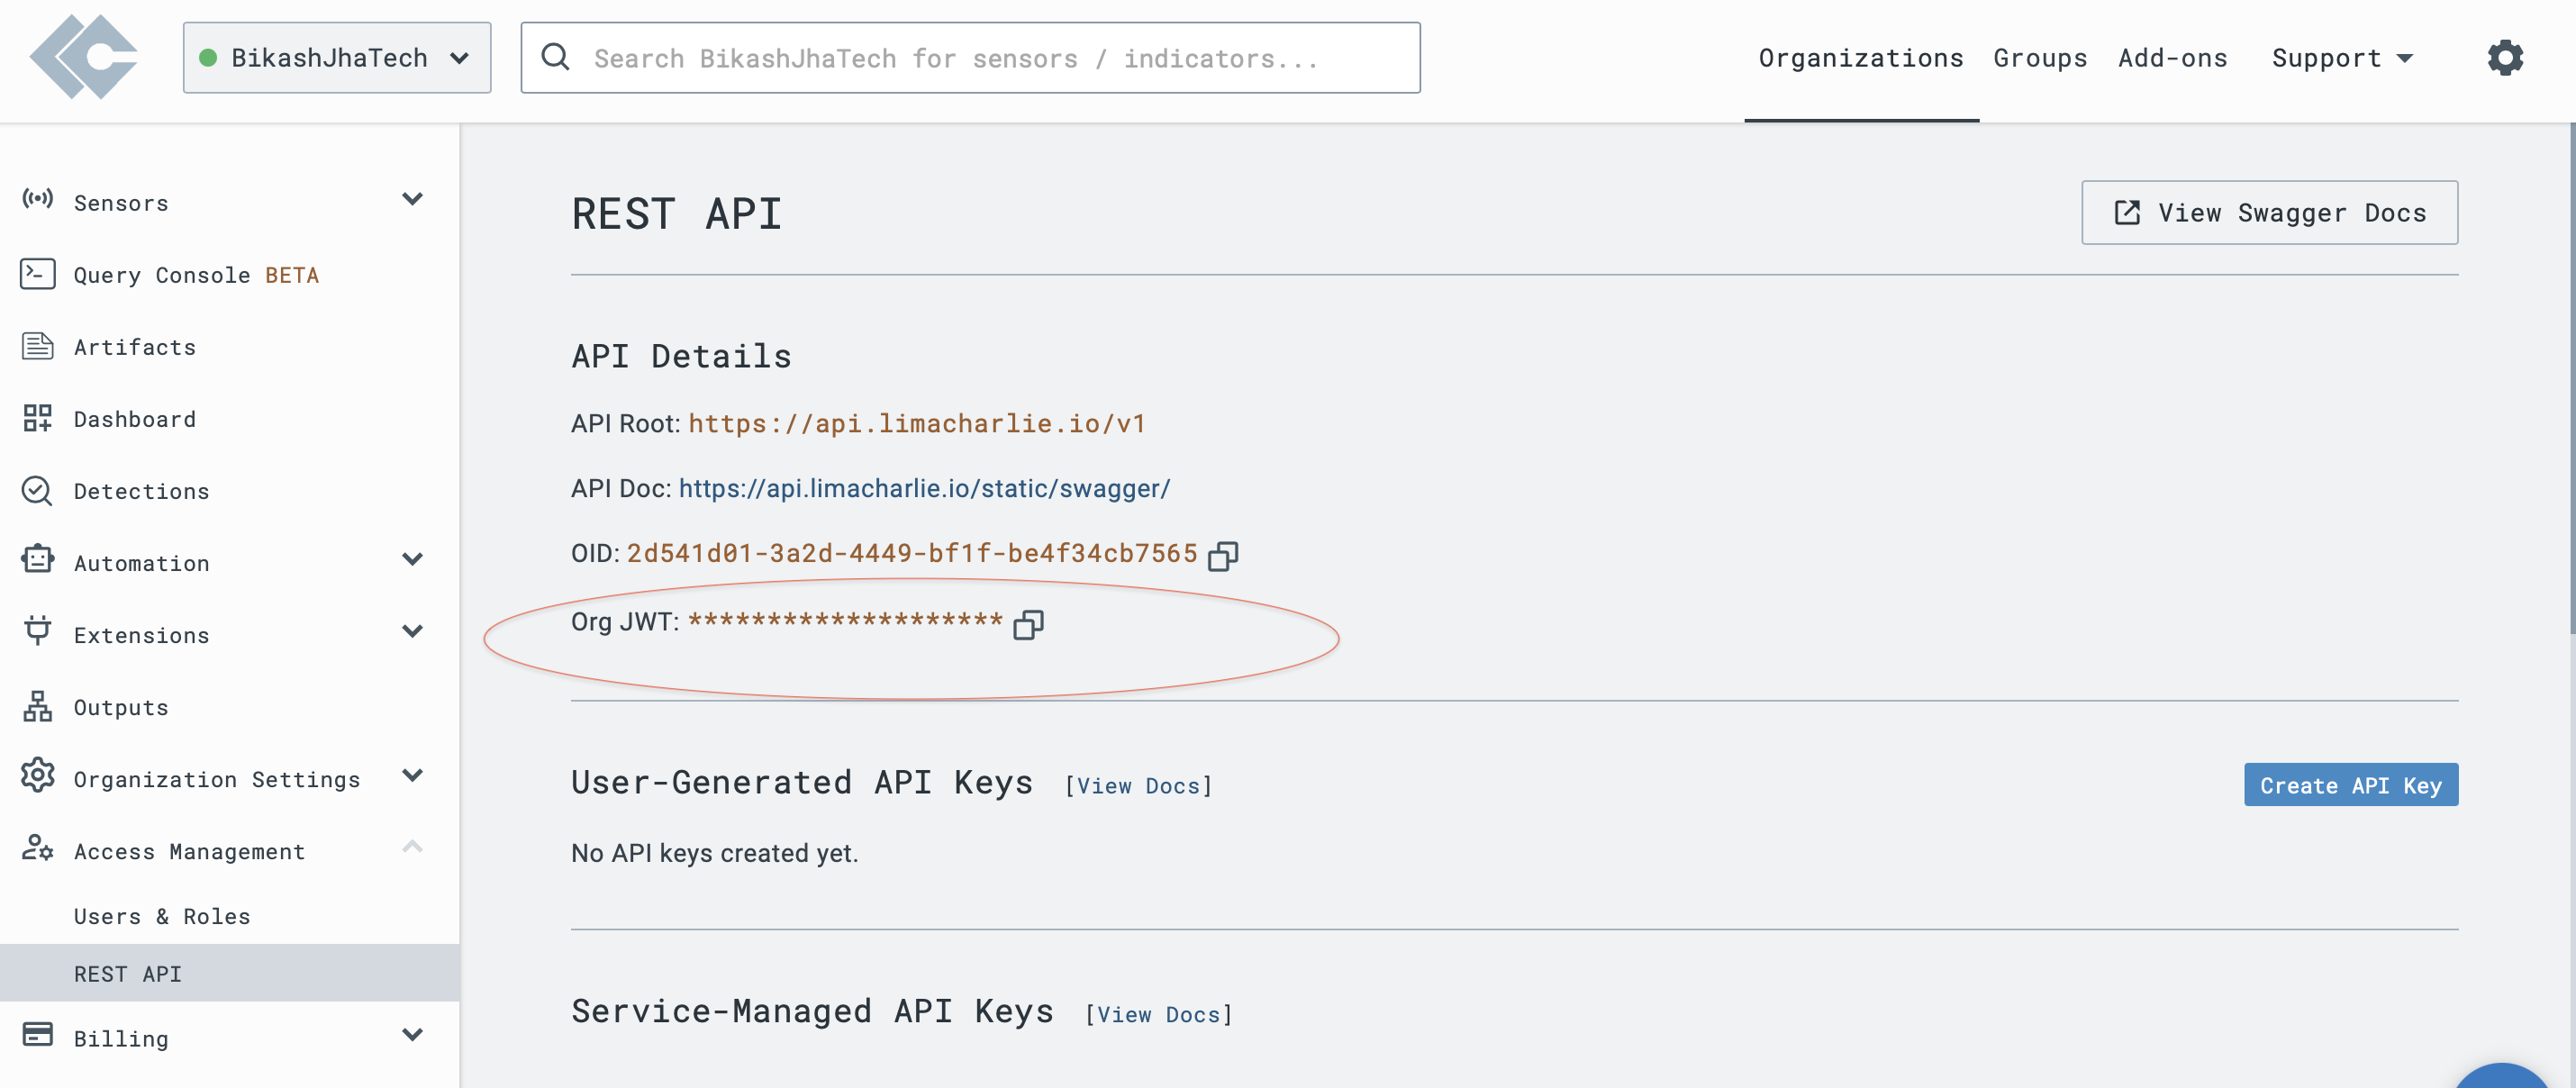 BikashJhaTech
Search BikashJhaTech for sensors / indicators...
Organizations
Groups
Add-ons
Support
Sensors
Query Console BETA
Artifacts
Dashboard
Detections
Automation
Extensions
Outputs
Organization Settings
Access Management
Users & Roles
REST API
Billing
REST API
View Swagger Docs
API Details
API Root: https://api.limacharlie.io/v1
API Doc: https://api.limacharlie.io/static/swagger/
OID: 2d541d01-3a2d-4449-bf1f-be4f34cb7565
Org JWT: ********************
User-Generated API Keys [View Docs]
Create API Key
No API keys created yet.
Service-Managed API Keys [View Docs]